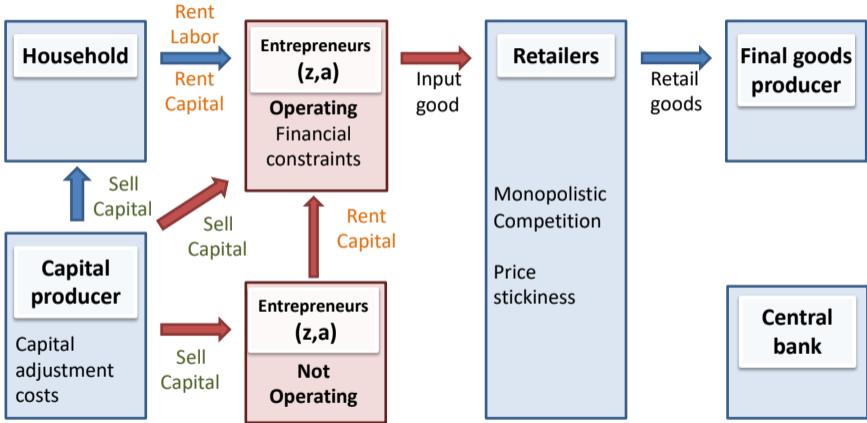 Household
Rent
Labor
Rent
Capital
Entrepreneurs
(z,a)
Operating
Financial
constraints
Input
good
Retailers
Monopolistic
Competition
Price
stickiness
Retail
goods
Final goods
producer
Sell
Capital
Sell
Capital
Rent
Capital
Capital
producer
Capital
adjustment
costs
Sell
Capital
Entrepreneurs
(z,a)
Not
Operating
Central
bank